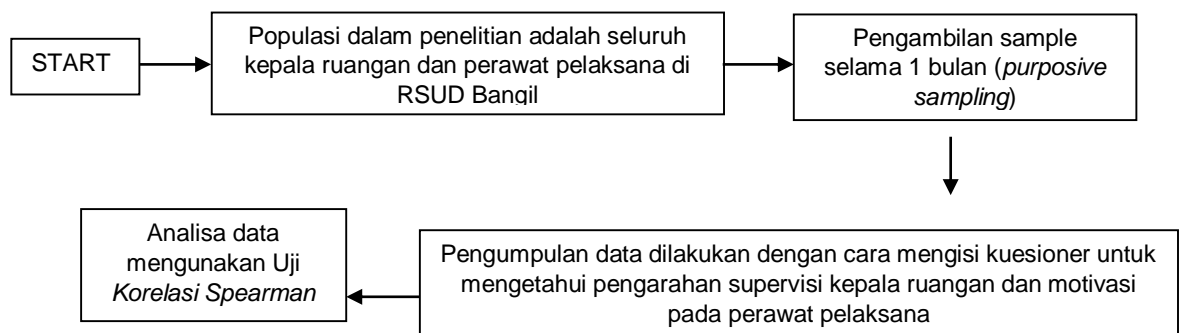 START
Populasi dalam penelitian adalah seluruh
kepala ruangan dan perawat pelaksana di
RSUD Bangil
Pengambilan sample
selama 1 bulan (purposive
sampling)
Pengumpulan data dilakukan dengan cara mengisi kuesioner untuk
mengetahui pengarahan supervisi kepala ruangan dan motivasi
pada perawat pelaksana
Analisa data
mengunakan Uji
Korelasi Spearman